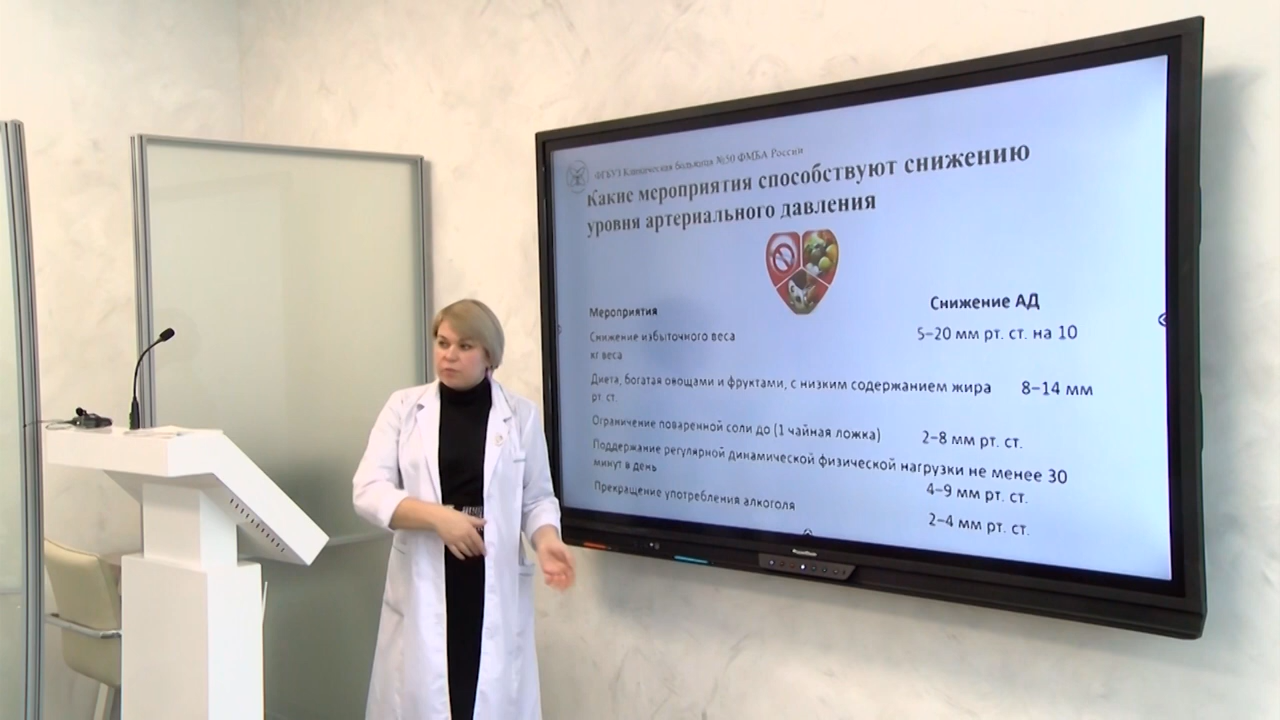 ФГБУЗ Клиническая больница №50 ФМБА России
Какие мероприятия способствуют снижению
уровня артериального давления
Мероприятия Снижение АД
Снижение избыточного веса 5–20 мм рт. ст. на 10
кг веса
Диета, богатая овощами и фруктами, с низким содержанием жира 8–14 мм
рт. ст.
Ограничение поваренной соли до (1 чайная ложка) 2–8 мм рт. ст.
Поддержание регулярной динамической физической нагрузки не менее 30
минут в день 4–9 мм рт. ст.
Прекращение употребления алкоголя 2–4 мм рт. ст.